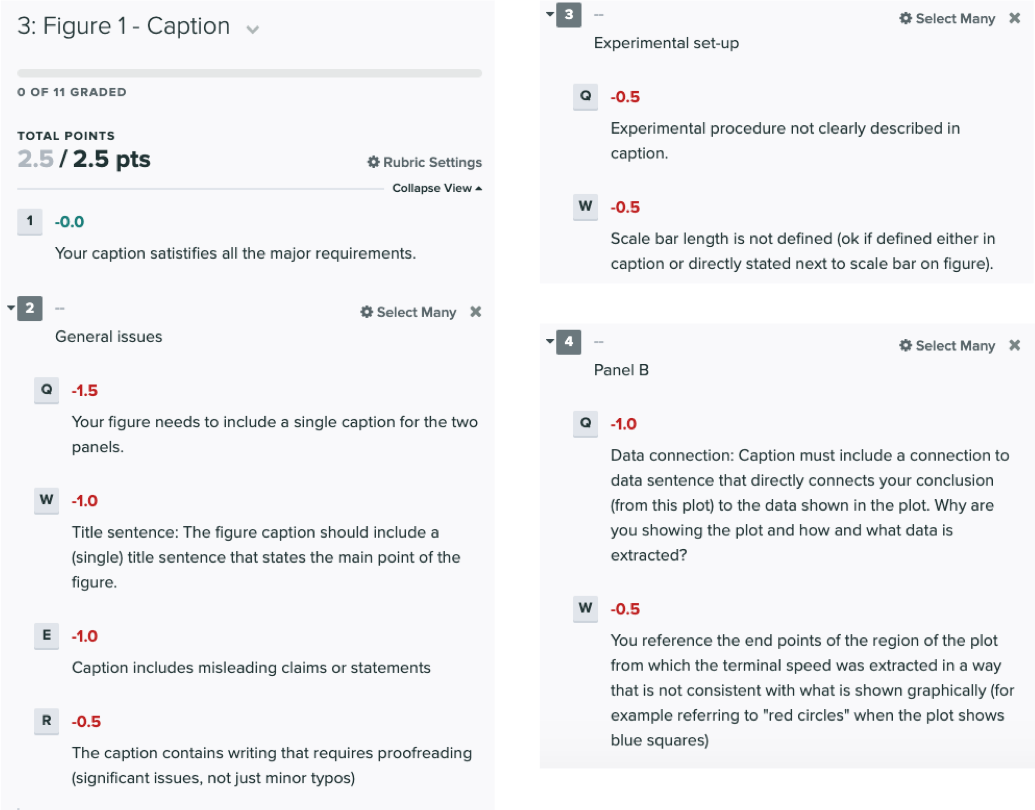 3: Figure 1 - Caption
0 OF 11 GRADED
TOTAL POINTS
2.5 / 2.5 pts
Rubric Settings
Collapse View
1 -0.0
Your caption satistifies all the major requirements.
2 -- Select Many
General issues
Q -1.5
Your figure needs to include a single caption for the two
panels.
W -1.0
Title sentence: The figure caption should include a
(single) title sentence that states the main point of the
figure.
E -1.0
Caption includes misleading claims or statements
R -0.5
The caption contains writing that requires proofreading
(significant issues, not just minor typos)
3 -- Select Many
Experimental set-up
Q -0.5
Experimental procedure not clearly described in
caption.
W -0.5
Scale bar length is not defined (ok if defined either in
caption or directly stated next to scale bar on figure).
4 -- Select Many
Panel B
Q -1.0
Data connection: Caption must include a connection to
data sentence that directly connects your conclusion
(from this plot) to the data shown in the plot. Why are
you showing the plot and how and what data is
extracted?
W -0.5
You reference the end points of the region of the plot
from which the terminal speed was extracted in a way
that is not consistent with what is shown graphically (for
example referring to "red circles" when the plot shows
blue squares)